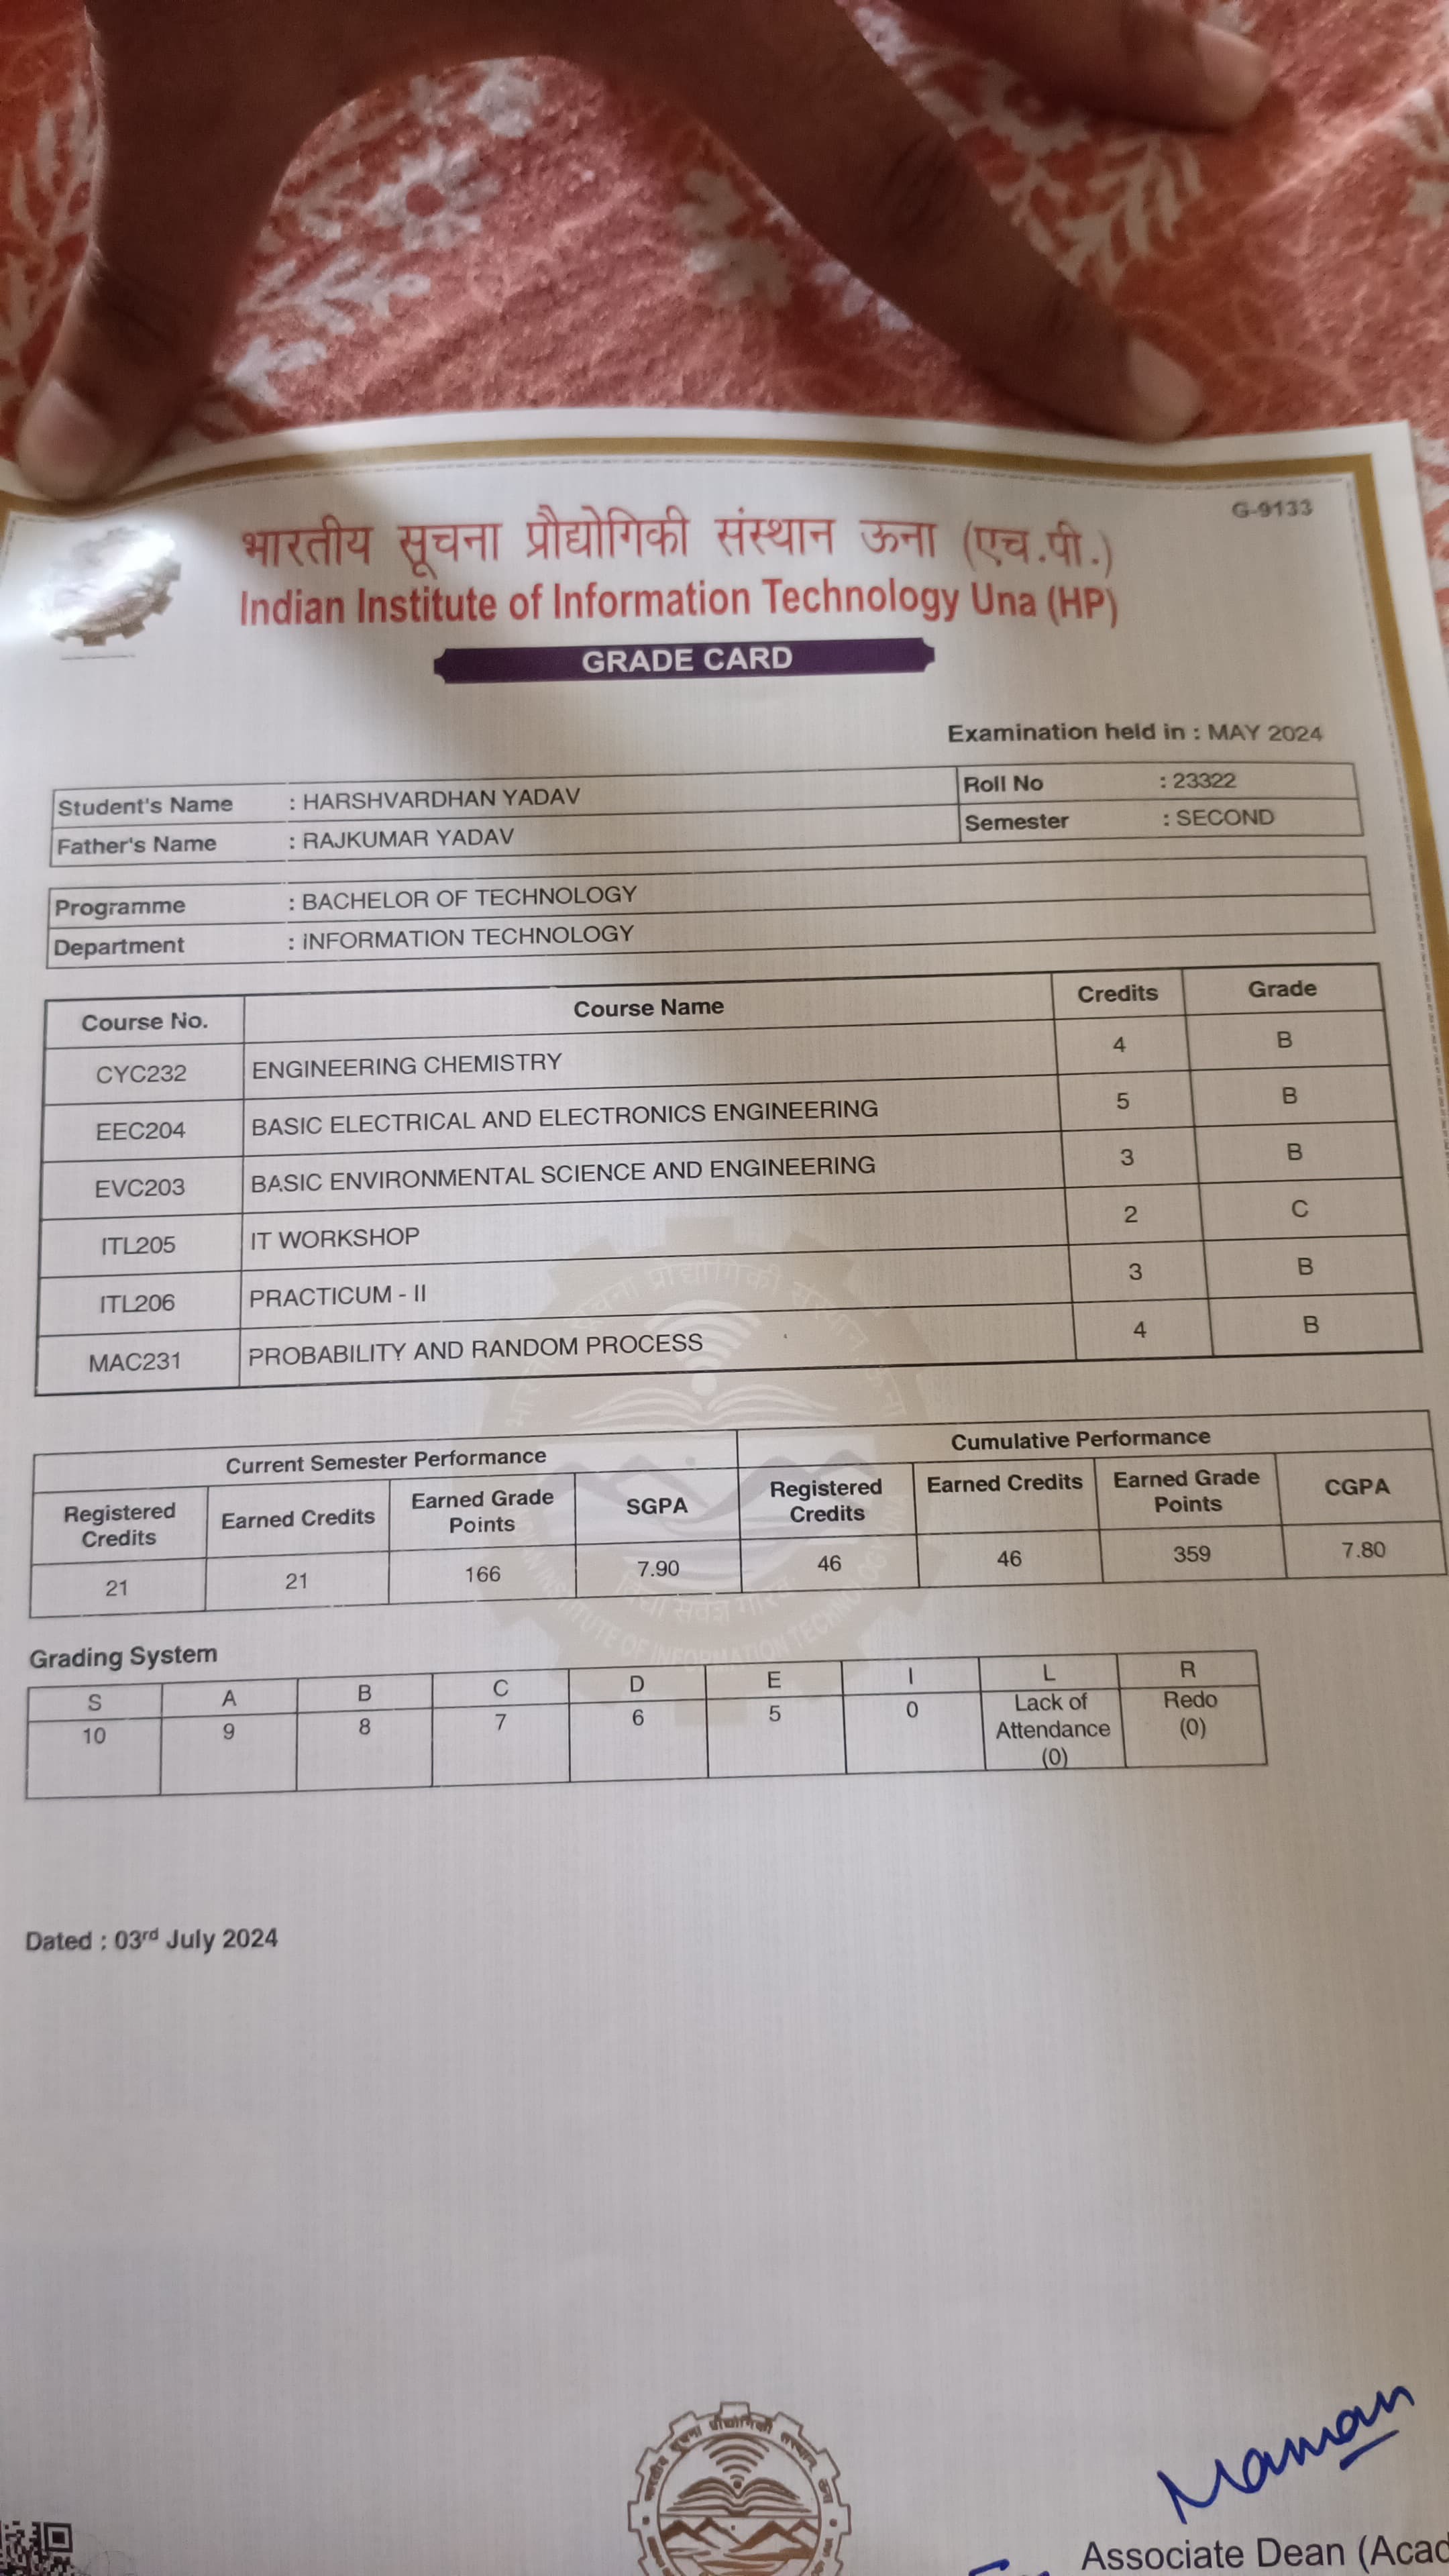 G-9133
भारतीय सूचना प्रौद्योगिकी संस्थान ऊना (एच.पी.)
Indian Institute of Information Technology Una (HP)
GRADE CARD
Examination held in : MAY 2024
Student's Name : HARSHVARDHAN YADAV Roll No : 23322
Father's Name : RAJKUMAR YADAV Semester : SECOND
Programme : BACHELOR OF TECHNOLOGY
Department : iNFORMATION TECHNOLOGY
Course No. Course Name Credits Grade
CYC232 ENGINEERING CHEMISTRY 4 B
EEC204 BASIC ELECTRICAL AND ELECTRONICS ENGINEERING 5 B
EVC203 BASIC ENVIRONMENTAL SCIENCE AND ENGINEERING 3 B
ITL205 IT WORKSHOP 2 C
ITL206 PRACTICUM - II 3 B
MAC231 PROBABILITY AND RANDOM PROCESS 4 B
Current Semester Performance Cumulative Performance
Registered Credits Earned Credits Earned Grade Points SGPA Registered Credits Earned Credits Earned Grade Points CGPA
21 21 166 7.90 46 46 359 7.80
Grading System
S A B C D E I L R
10 9 8 7 6 5 0 Lack of Attendance (0) Redo (0)
Dated : 03rd July 2024
Naman
Associate Dean (Acad